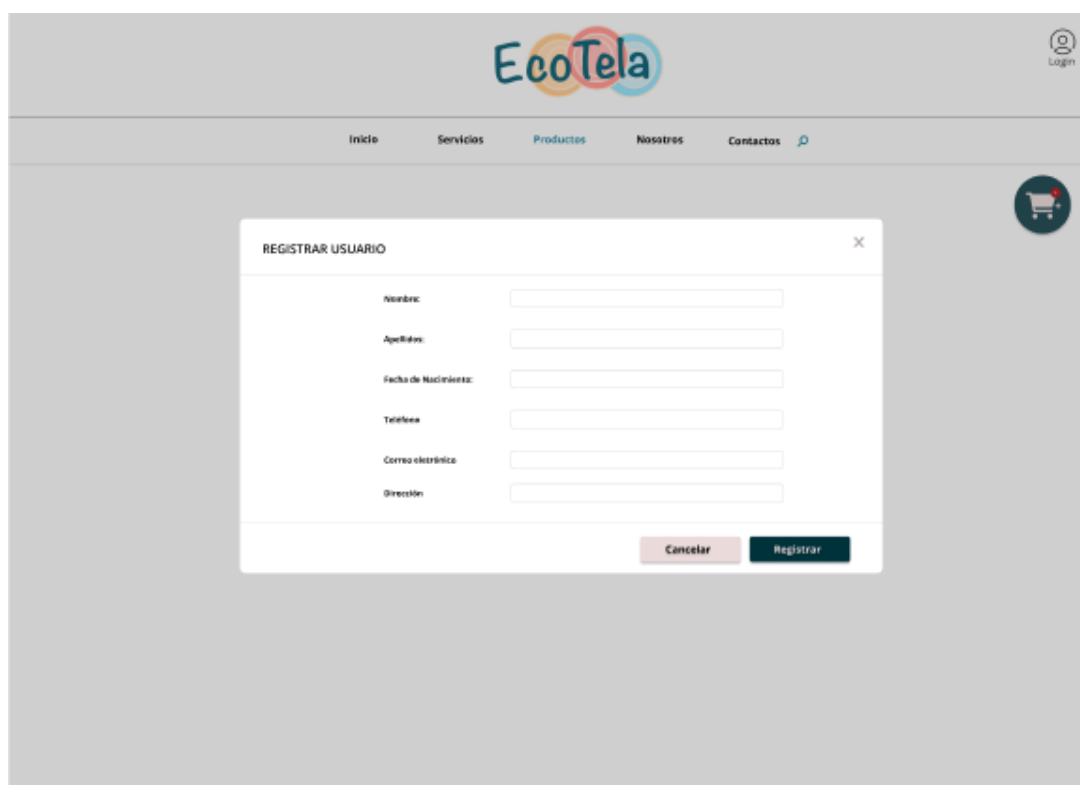 EcoTela
Login
Inicio Servicios Productos Nosotros Contactos
REGISTRAR USUARIO
Nombre:
Apellidos:
Fecha de Nacimiento:
Teléfono
Correo eletrónico
Dirección
Cancelar Registrar